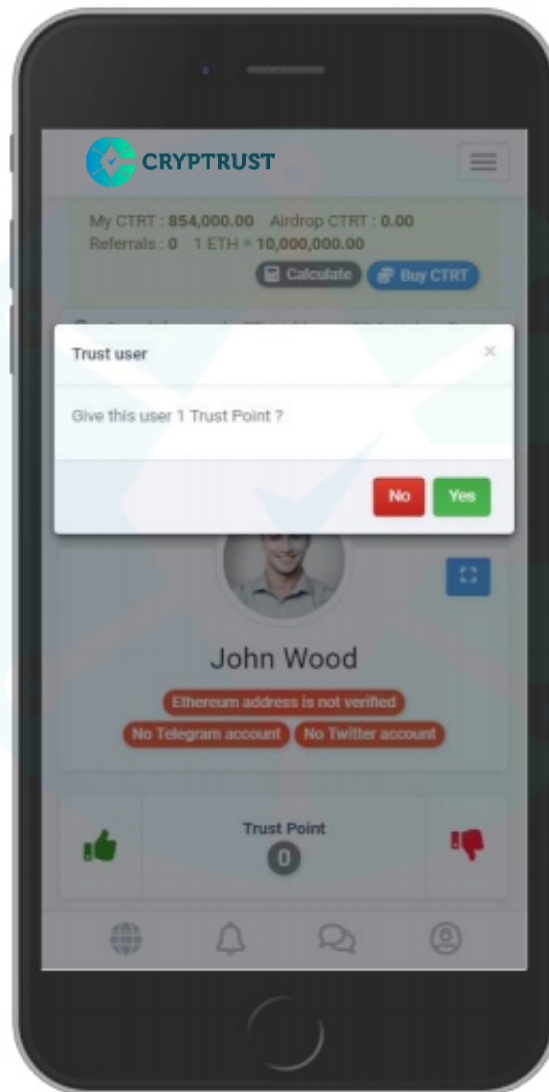 CRYPTRUST
My CTRT : 854,000.00 Airdrop CTRT : 0.00
Referrals : 0 1 ETH = 10,000,000.00
Calculate Buy CTRT
Trust user ×
Give this user 1 Trust Point ?
No Yes
John Wood
Ethereum address is not verified
No Telegram account No Twitter account
Trust Point
0